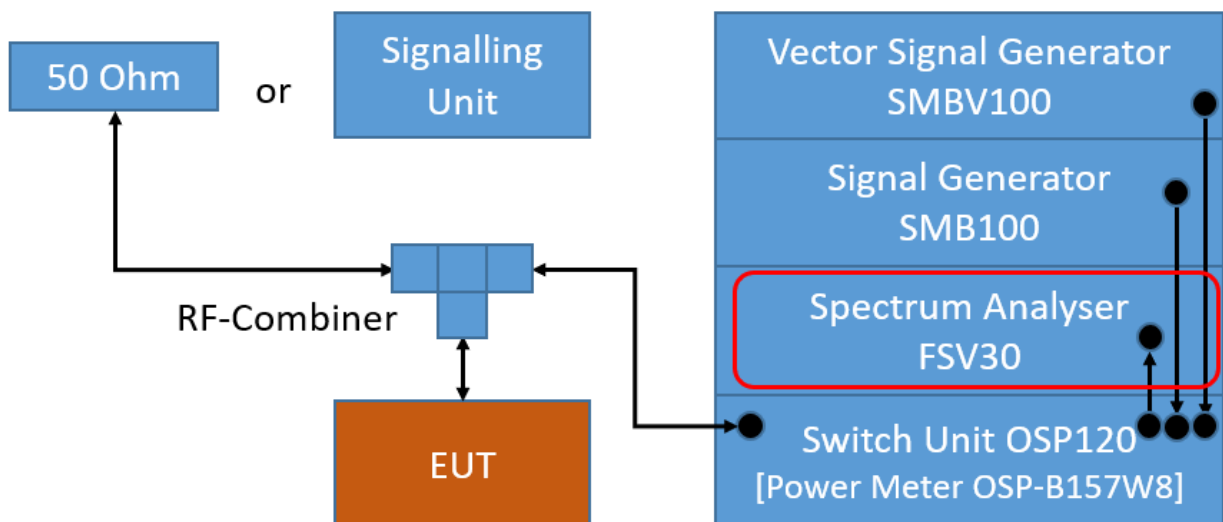 50 Ohm
or
Signalling
Unit
RF-Combiner
EUT
Vector Signal Generator
SMBV100
Signal Generator
SMB100
Spectrum Analyser
FSV30
Switch Unit OSP120
[Power Meter OSP-B157W8]